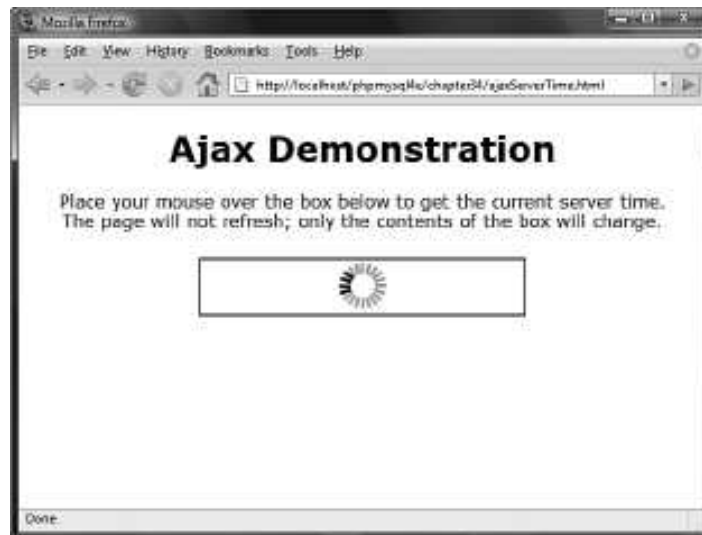 Mozilla Firefox
File Edit View History Bookmarks Tools Help
http://localhost/phpmysql4e/chapter34/ajaxServerTime.html
Ajax Demonstration
Place your mouse over the box below to get the current server time.
The page will not refresh; only the contents of the box will change.
Done